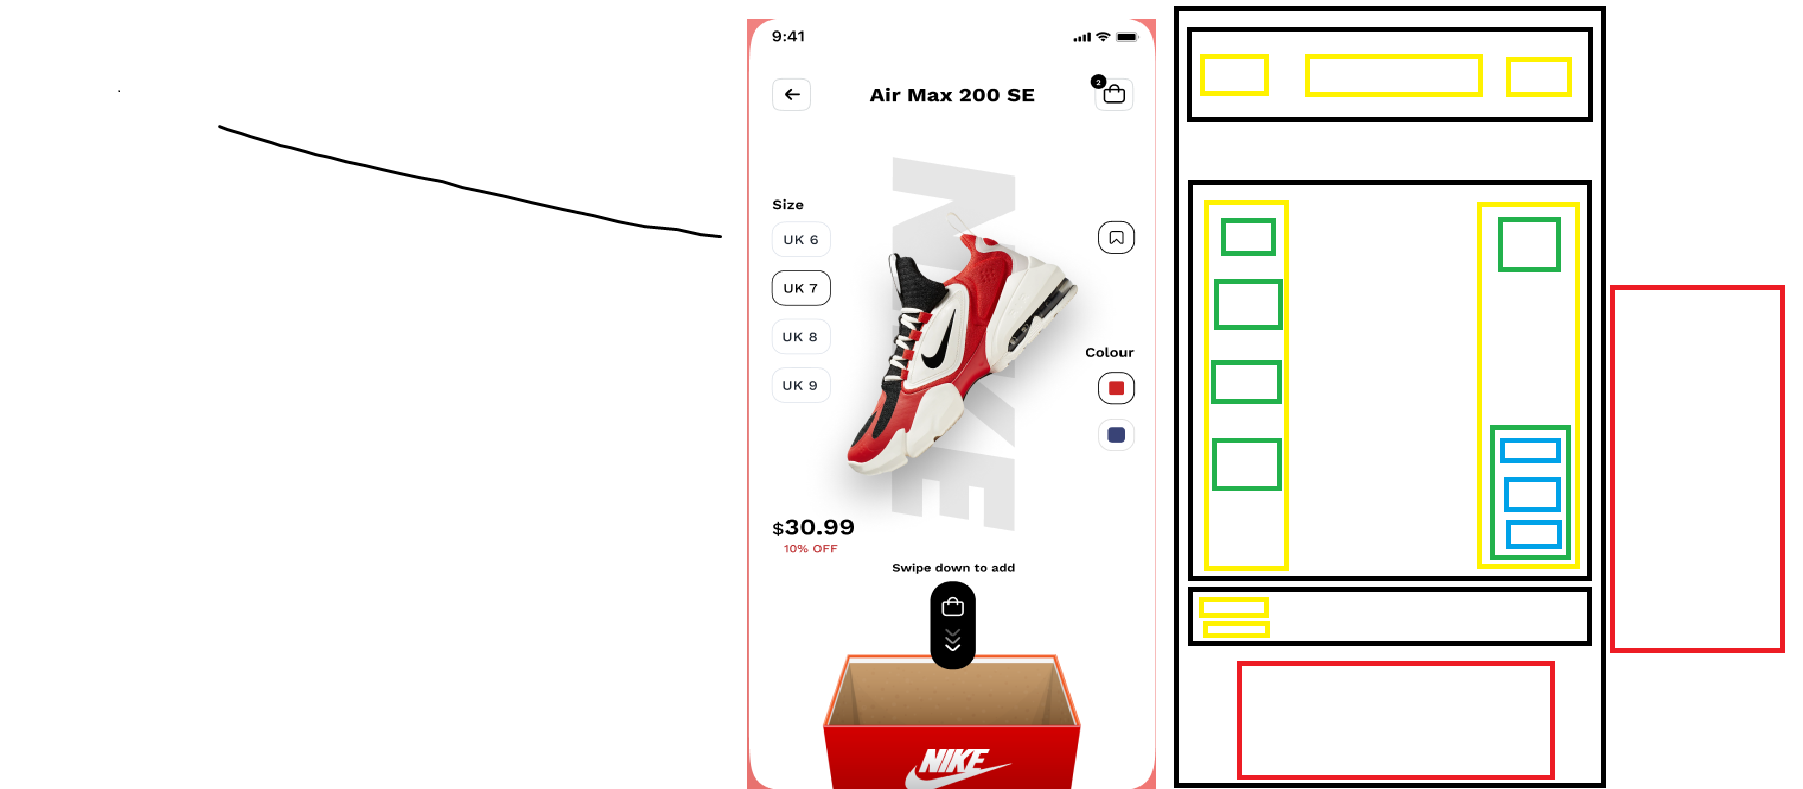 9:41
2
Air Max 200 SE
NIKE
Size
UK 6
UK 7
UK 8
UK 9
Colour
$30.99
10% OFF
Swipe down to add
NIKE